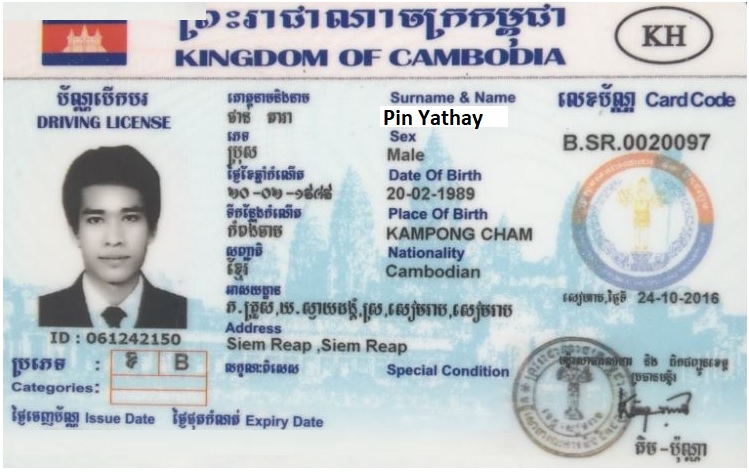 ព្រះរាជាណាចក្រកម្ពុជា
KH
KINGDOM OF CAMBODIA
ប័ណ្ណបើកបរ
DRIVING LICENSE
គោត្តនាមនិងនាម
Surname & Name
លេខប័ណ្ណ Card Code
ផាន់ តារា
Pin Yathay
ភេទ
Sex
B.SR.0020097
ប្រុស
Male
ថ្ងៃខែឆ្នាំកំណើត
Date Of Birth
២០-០២-១៩៨៩
20-02-1989
ទីកន្លែងកំណើត
Place Of Birth
កំពង់ចាម
KAMPONG CHAM
សញ្ជាតិ
Nationality
ខ្មែរ
Cambodian
អាសយដ្ឋាន
ភ.ត្រួស,ឃ.ស្វាយដង្គំ,ស្រ,សៀមរាប,សៀមរាប
សៀមរាប,ថ្ងៃទី 24-10-2016
Address
ID : 061242150
Siem Reap ,Siem Reap
ប្រភេទ : ខ B
លក្ខណៈពិសេស
Special Condition
Categories:
ប្រធានមន្ទីរ
ថ្ងៃចេញប័ណ្ណ Issue Date ថ្ងៃផុតកំណត់ Expiry Date